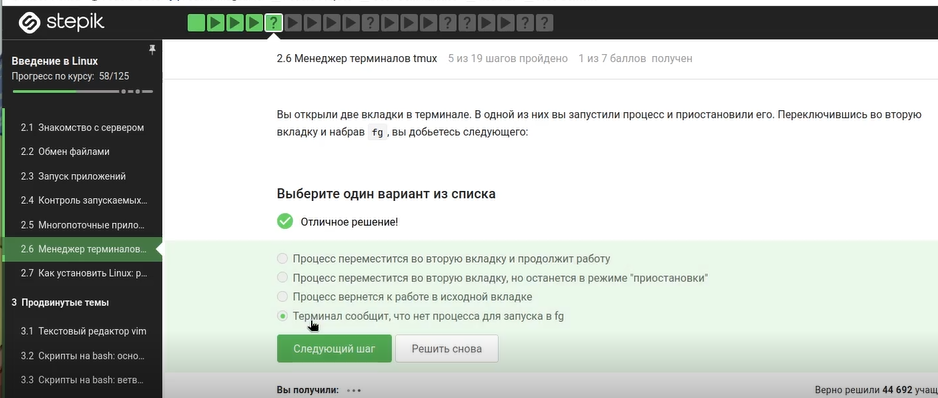 stepik
Введение в Linux
Прогресс по курсу: 58/125
2.1 Знакомство с сервером
2.2 Обмен файлами
2.3 Запуск приложений
2.4 Контроль запускаемых...
2.5 Многопоточные прило...
2.6 Менеджер терминалов...
2.7 Как установить Linux: р...
3 Продвинутые темы
3.1 Текстовый редактор vim
3.2 Скрипты на bash: осно...
3.3 Скрипты на bash: ветв...
2.6 Менеджер терминалов tmux 5 из 19 шагов пройдено 1 из 7 баллов получен
Вы открыли две вкладки в терминале. В одной из них вы запустили процесс и приостановили его. Переключившись во вторую
вкладку и набрав fg , вы добьетесь следующего:
Выберите один вариант из списка
Отличное решение!
Процесс переместится во вторую вкладку и продолжит работу
Процесс переместится во вторую вкладку, но останется в режиме "приостановки"
Процесс вернется к работе в исходной вкладке
Терминал сообщит, что нет процесса для запуска в fg
Следующий шаг Решить снова
Вы получили: Верно решили 44 692 учащ